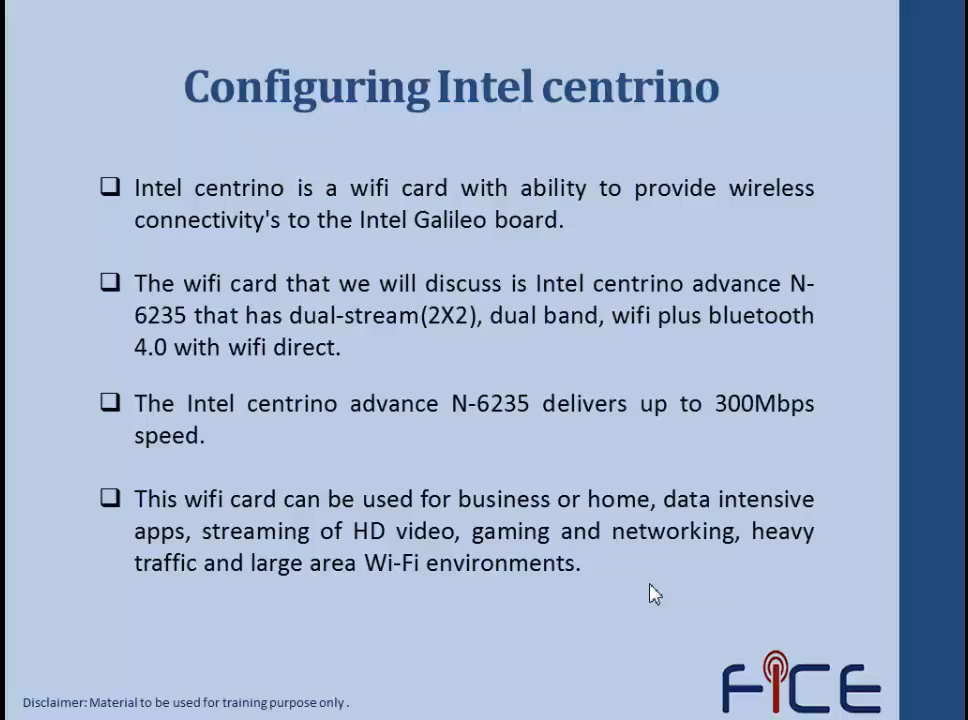 Configuring Intel centrino
❑ Intel centrino is a wifi card with ability to provide wireless
connectivity's to the Intel Galileo board.
❑ The wifi card that we will discuss is Intel centrino advance N-
6235 that has dual-stream(2X2), dual band, wifi plus bluetooth
4.0 with wifi direct.
❑ The Intel centrino advance N-6235 delivers up to 300Mbps
speed.
❑ This wifi card can be used for business or home, data intensive
apps, streaming of HD video, gaming and networking, heavy
traffic and large area Wi-Fi environments.
Disclaimer: Material to be used for training purpose only .
FiCE